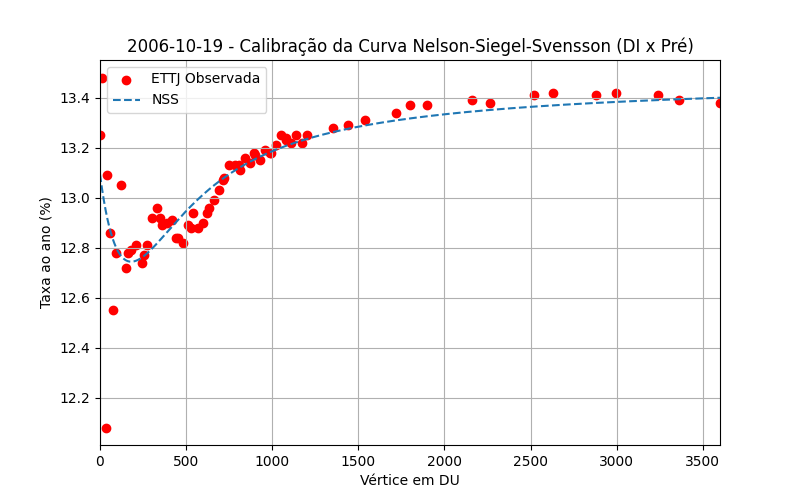 2006-10-19 - Calibração da Curva Nelson-Siegel-Svensson (DI x Pré)
ETTJ Observada
NSS
Taxa ao ano (%)
13.4
13.2
13.0
12.8
12.6
12.4
12.2
0 500 1000 1500 2000 2500 3000 3500
Vértice em DU